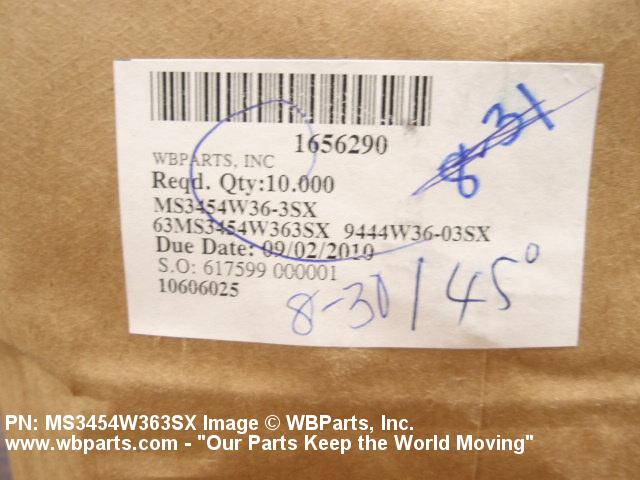 1656290
8-31
WBPARTS, INC
Reqd. Qty:10.000
MS3454W36-3SX
63MS3454W363SX 9444W36-03SX
Due Date: 09/02/2010
S.O: 617599 000001
10606025
8-30 / 45°
PN: MS3454W363SX Image © WBParts, Inc.
www.wbparts.com - "Our Parts Keep the World Moving"